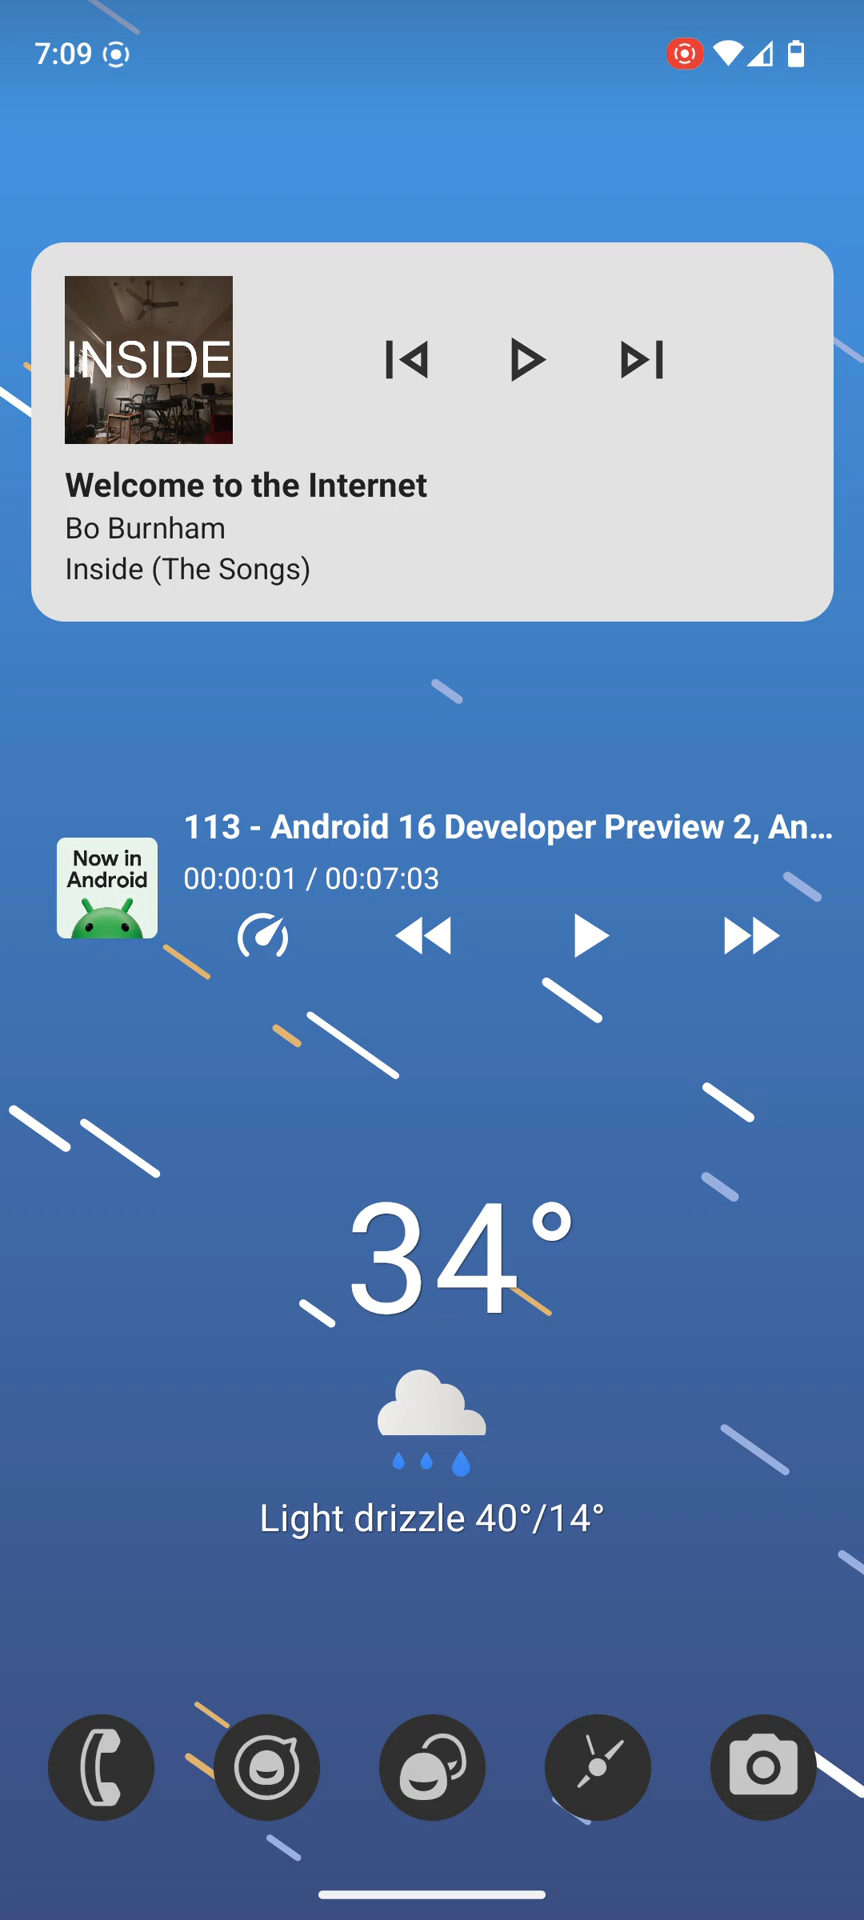 7:09
INSIDE
Welcome to the Internet
Bo Burnham
Inside (The Songs)
113 - Android 16 Developer Preview 2, An...
Now in
Android
00:00:01 / 00:07:03
34°
Light drizzle 40°/14°